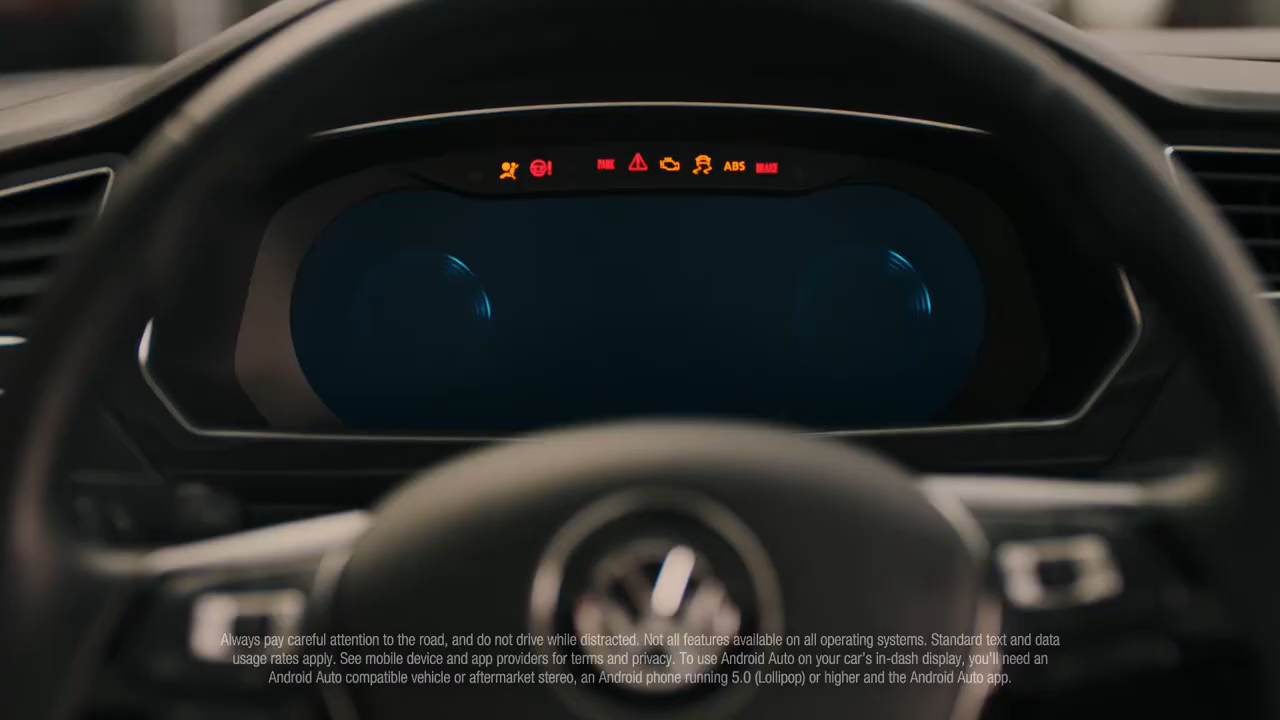 PARK ABS BRAKE
Always pay careful attention to the road, and do not drive while distracted. Not all features available on all operating systems. Standard text and data
usage rates apply. See mobile device and app providers for terms and privacy. To use Android Auto on your car's in-dash display, you'll need an
Android Auto compatible vehicle or aftermarket stereo, an Android phone running 5.0 (Lollipop) or higher and the Android Auto app.